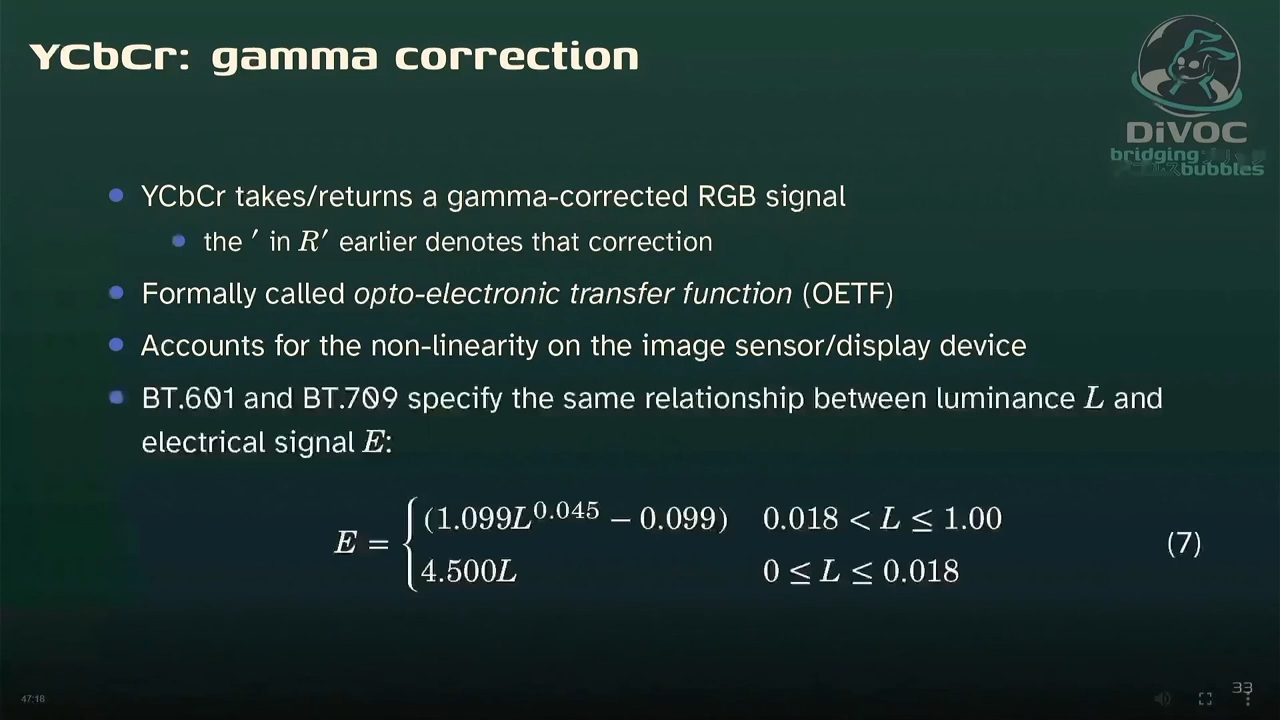 YCbCr: gamma correction
DiVOC
bridging
bubbles
YCbCr takes/returns a gamma-corrected RGB signal
the ′ in R′ earlier denotes that correction
Formally called opto-electronic transfer function (OETF)
Accounts for the non-linearity on the image sensor/display device
BT.601 and BT.709 specify the same relationship between luminance L and
electrical signal E:
E = { (1.099L^0.045 − 0.099) 0.018 < L ≤ 1.00
4.500L 0 ≤ L ≤ 0.018
(7)
47:18
33